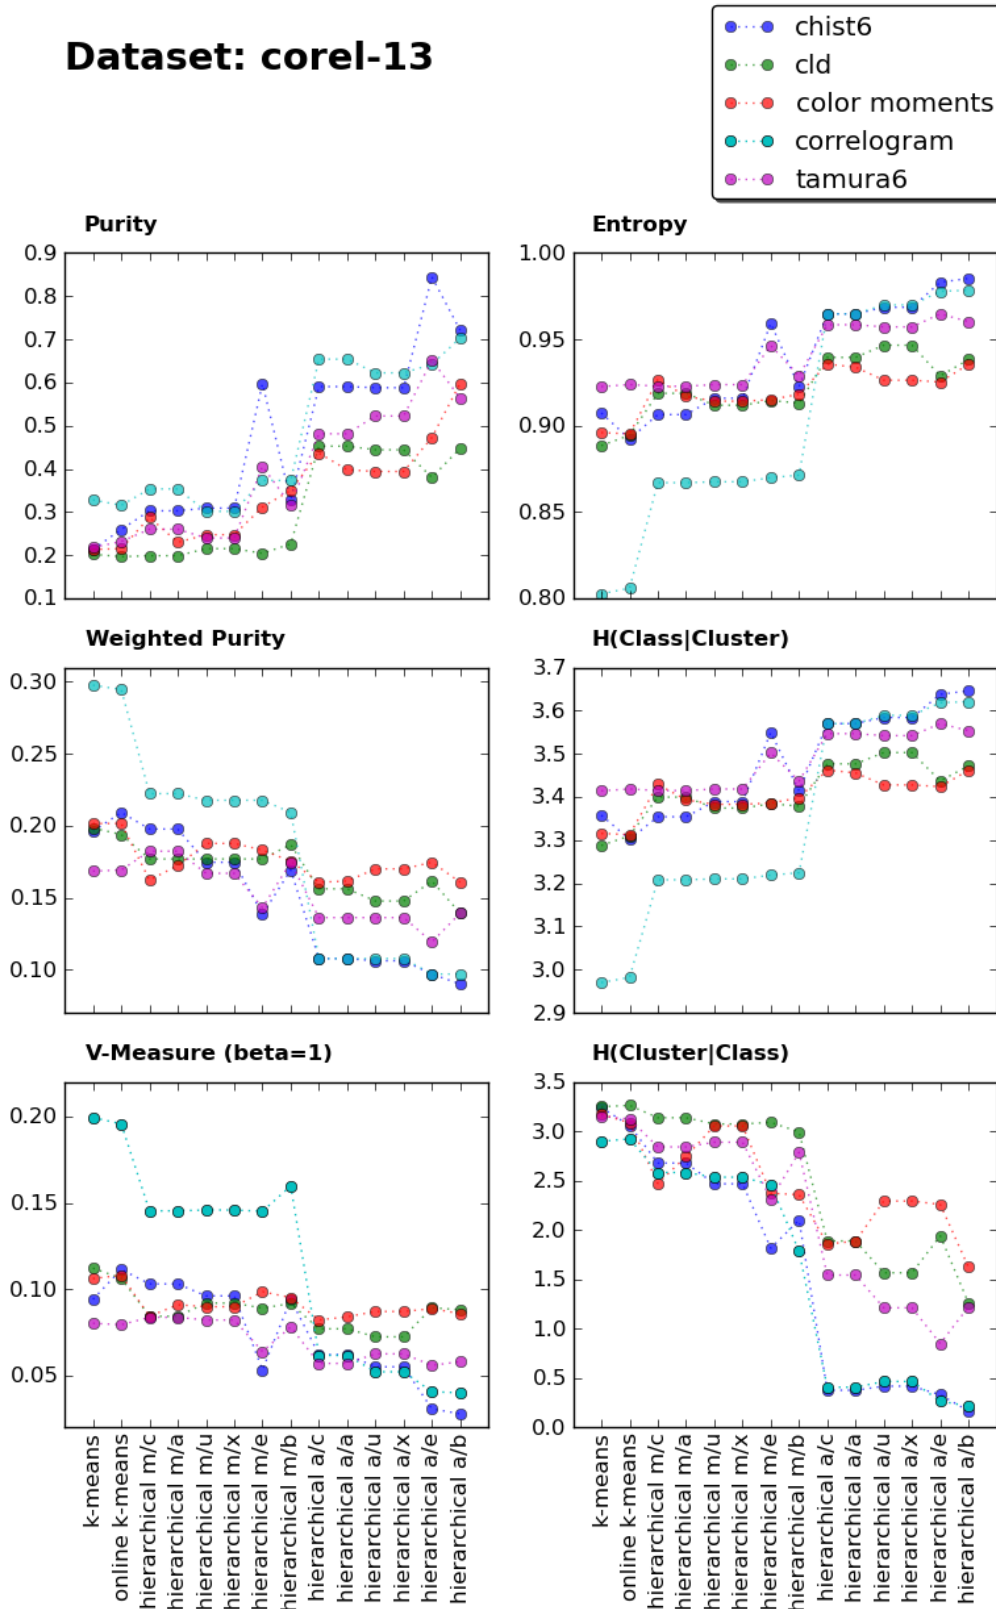 Dataset: corel-13
chist6
cld
color moments
correlogram
tamura6
Purity
0.9
0.8
0.7
0.6
0.5
0.4
0.3
0.2
0.1
Entropy
1.00
0.95
0.90
0.85
0.80
Weighted Purity
0.30
0.25
0.20
0.15
0.10
H(Class|Cluster)
3.7
3.6
3.5
3.4
3.3
3.2
3.1
3.0
2.9
V-Measure (beta=1)
0.20
0.15
0.10
0.05
H(Cluster|Class)
3.5
3.0
2.5
2.0
1.5
1.0
0.5
0.0
k-means
online k-means
hierarchical m/c
hierarchical m/a
hierarchical m/u
hierarchical m/x
hierarchical m/e
hierarchical m/b
hierarchical a/c
hierarchical a/a
hierarchical a/u
hierarchical a/x
hierarchical a/e
hierarchical a/b
k-means
online k-means
hierarchical m/c
hierarchical m/a
hierarchical m/u
hierarchical m/x
hierarchical m/e
hierarchical m/b
hierarchical a/c
hierarchical a/a
hierarchical a/u
hierarchical a/x
hierarchical a/e
hierarchical a/b